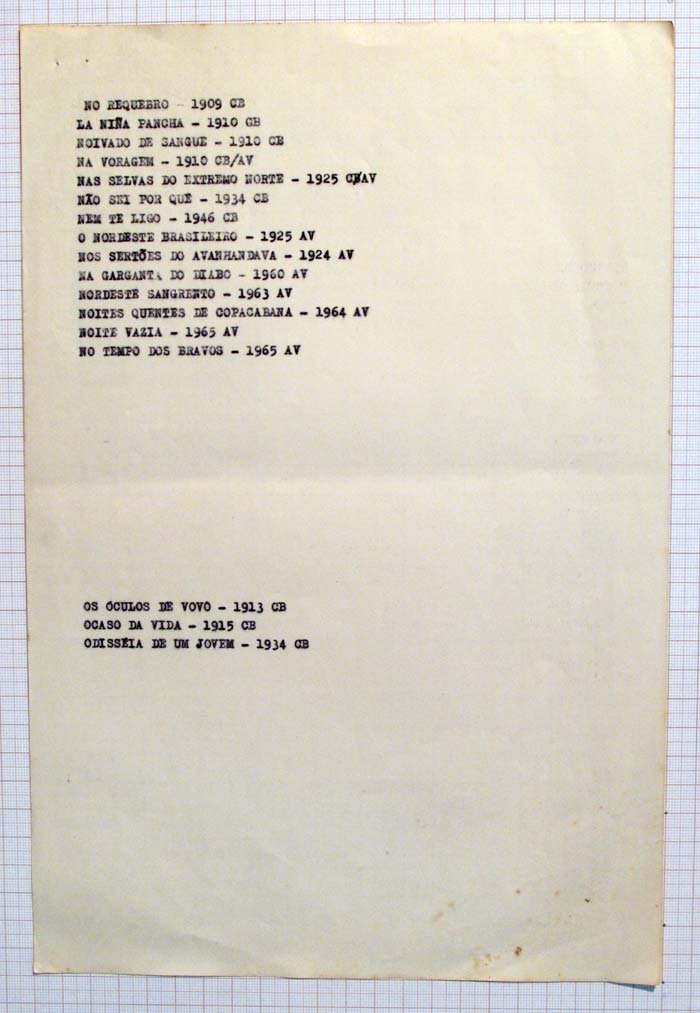 NO REQUEBRO - 1909 CB
LA NIÑA PANCHA - 1910 CB
NOIVADO DE SANGUE - 1910 CB
NA VORAGEM - 1910 CB/AV
NAS SELVAS DO EXTREMO NORTE - 1925 CB/AV
NÃO SEI POR QUÊ - 1934 CB
NEM TE LIGO - 1946 CB
O NORDESTE BRASILEIRO - 1925 AV
NOS SERTÕES DO AVANHANDAVA - 1924 AV
NA GARGANTA DO DIABO - 1960 AV
NORDESTE SANGRENTO - 1963 AV
NOITES QUENTES DE COPACABANA - 1964 AV
NOITE VAZIA - 1965 AV
NO TEMPO DOS BRAVOS - 1965 AV
OS ÓCULOS DE VOVÔ - 1913 CB
OCASO DA VIDA - 1915 CB
ODISSÉIA DE UM JOVEM - 1934 CB